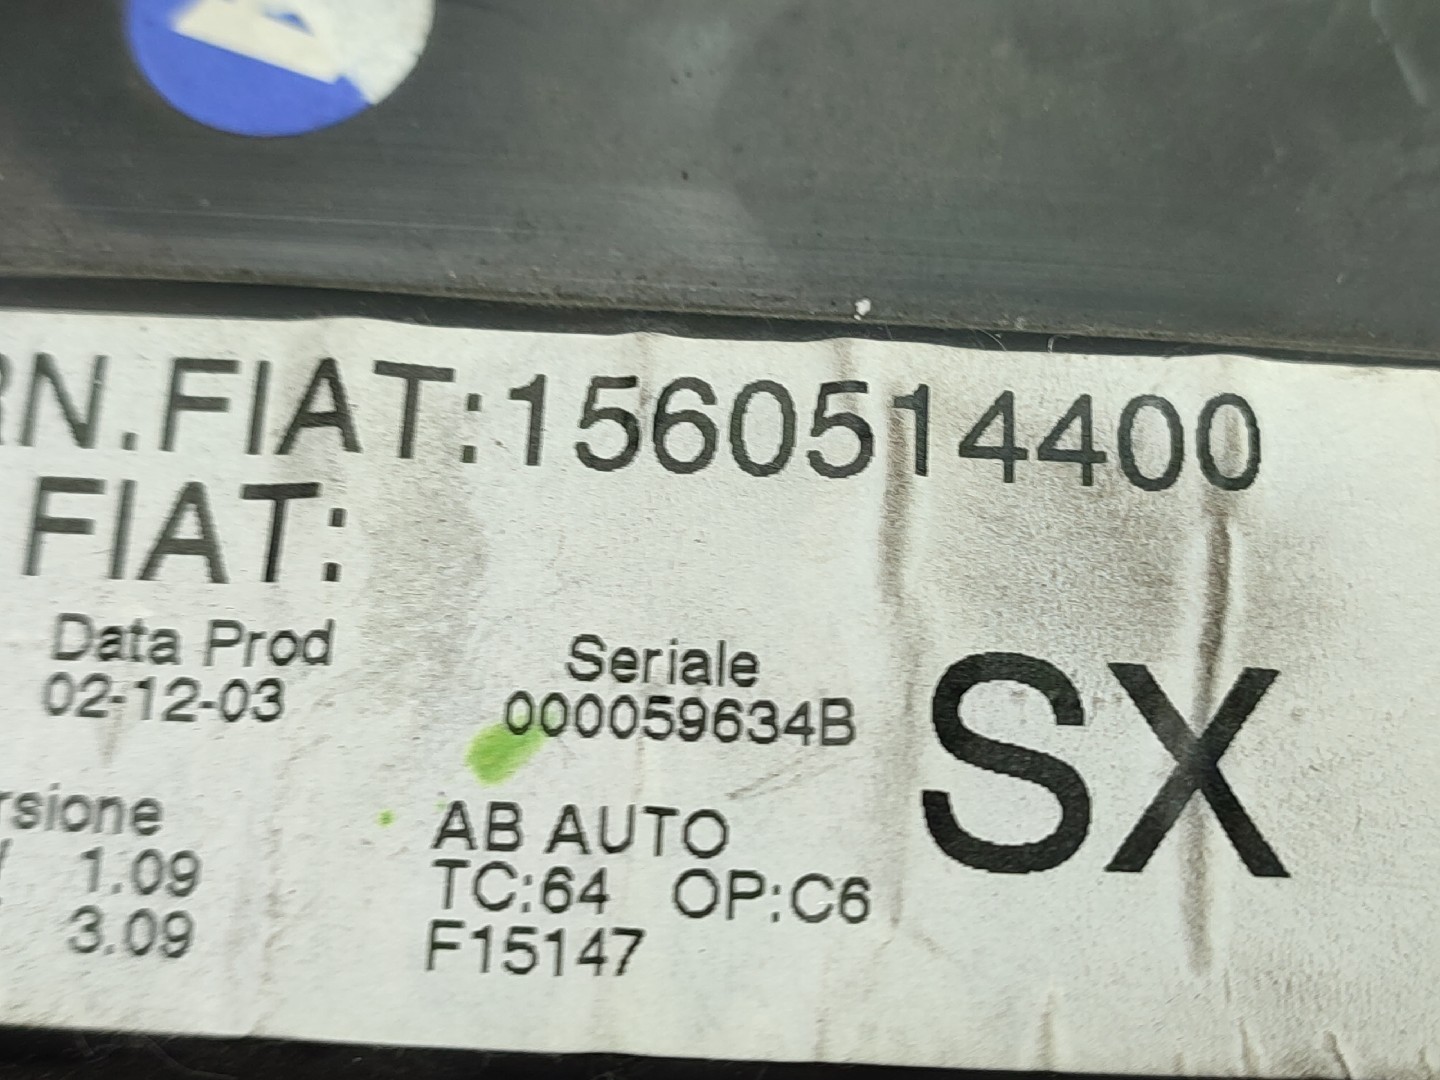 RN.FIAT:1560514400
FIAT:
Data Prod
02-12-03
Seriale
000059634B
SX
rsione
1.09
3.09
AB AUTO
TC:64 OP:C6
F15147